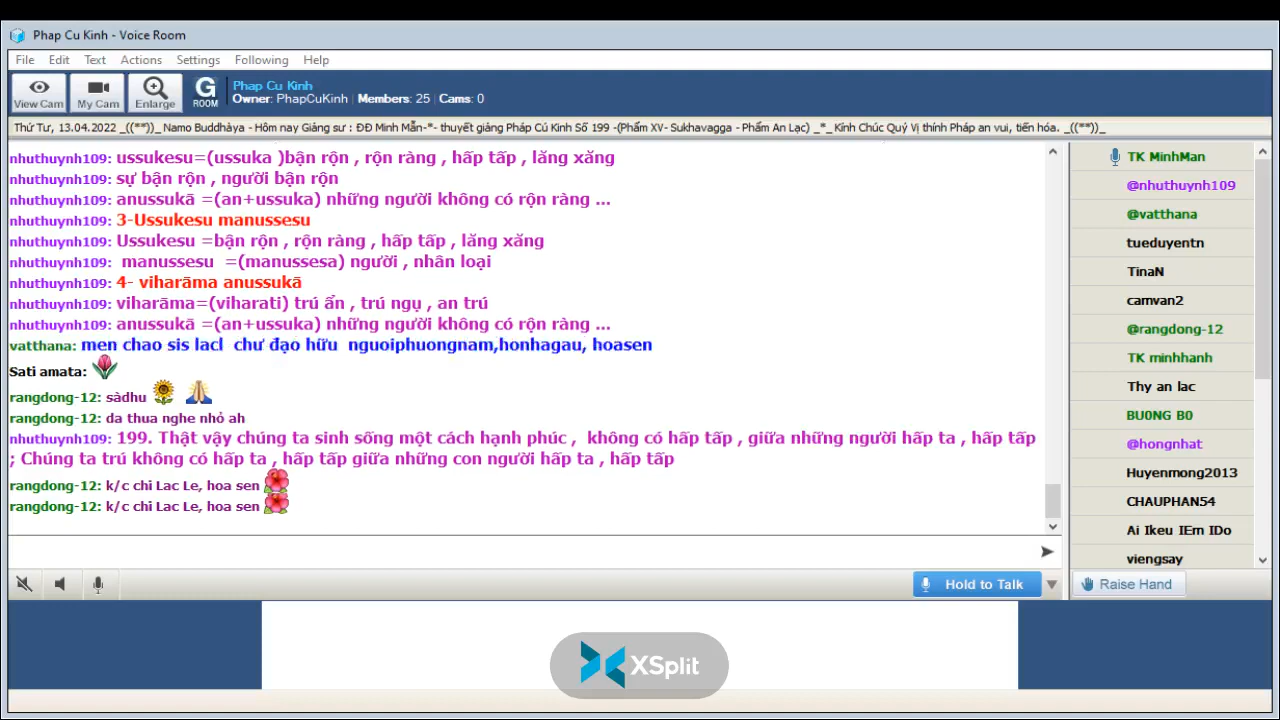 Phap Cu Kinh - Voice Room
File Edit Text Actions Settings Following Help
View Cam My Cam Enlarge G ROOM
Phap Cu Kinh
Owner: PhapCuKinh Members: 25 Cams: 0
Thứ Tư, 13.04.2022 _((**))_ Namo Buddhàya - Hôm nay Giảng sư : ĐĐ Minh Mẫn-*- thuyết giảng Pháp Cú Kinh Số 199 -(Phẩm XV- Sukhavagga - Phẩm An Lạc) _*_ Kính Chúc Quý Vị thính Pháp an vui, tiến hóa. _((**))_
nhuthuynh109: ussukesu=(ussuka )bận rộn , rộn ràng , hấp tấp , lăng xăng
nhuthuynh109: sự bận rộn , người bận rộn
nhuthuynh109: anussukā =(an+ussuka) những người không có rộn ràng ...
nhuthuynh109: 3-Ussukesu manussesu
nhuthuynh109: Ussukesu =bận rộn , rộn ràng , hấp tấp , lăng xăng
nhuthuynh109: manussesu =(manussesa) người , nhân loại
nhuthuynh109: 4- viharāma anussukā
nhuthuynh109: viharāma=(viharati) trú ẩn , trú ngụ , an trú
nhuthuynh109: anussukā =(an+ussuka) những người không có rộn ràng ...
vatthana: men chao sis lacl chư đạo hữu nguoiphuongnam,honhagau, hoasen
Sati amata:
rangdong-12: sàdhu
rangdong-12: da thua nghe nhỏ ah
nhuthuynh109: 199. Thật vậy chúng ta sinh sống một cách hạnh phúc , không có hấp tấp , giữa những người hấp ta , hấp tấp
; Chúng ta trú không có hấp ta , hấp tấp giữa những con người hấp ta , hấp tấp
rangdong-12: k/c chi Lac Le, hoa sen
rangdong-12: k/c chi Lac Le, hoa sen
TK MinhMan
@nhuthuynh109
@vatthana
tueduyentn
TinaN
camvan2
@rangdong-12
TK minhhanh
Thy an lac
BU0NG B0
@hongnhat
Huyenmong2013
CHAUPHAN54
Ai Ikeu IEm IDo
viengsay
Hold to Talk
Raise Hand
XSplit